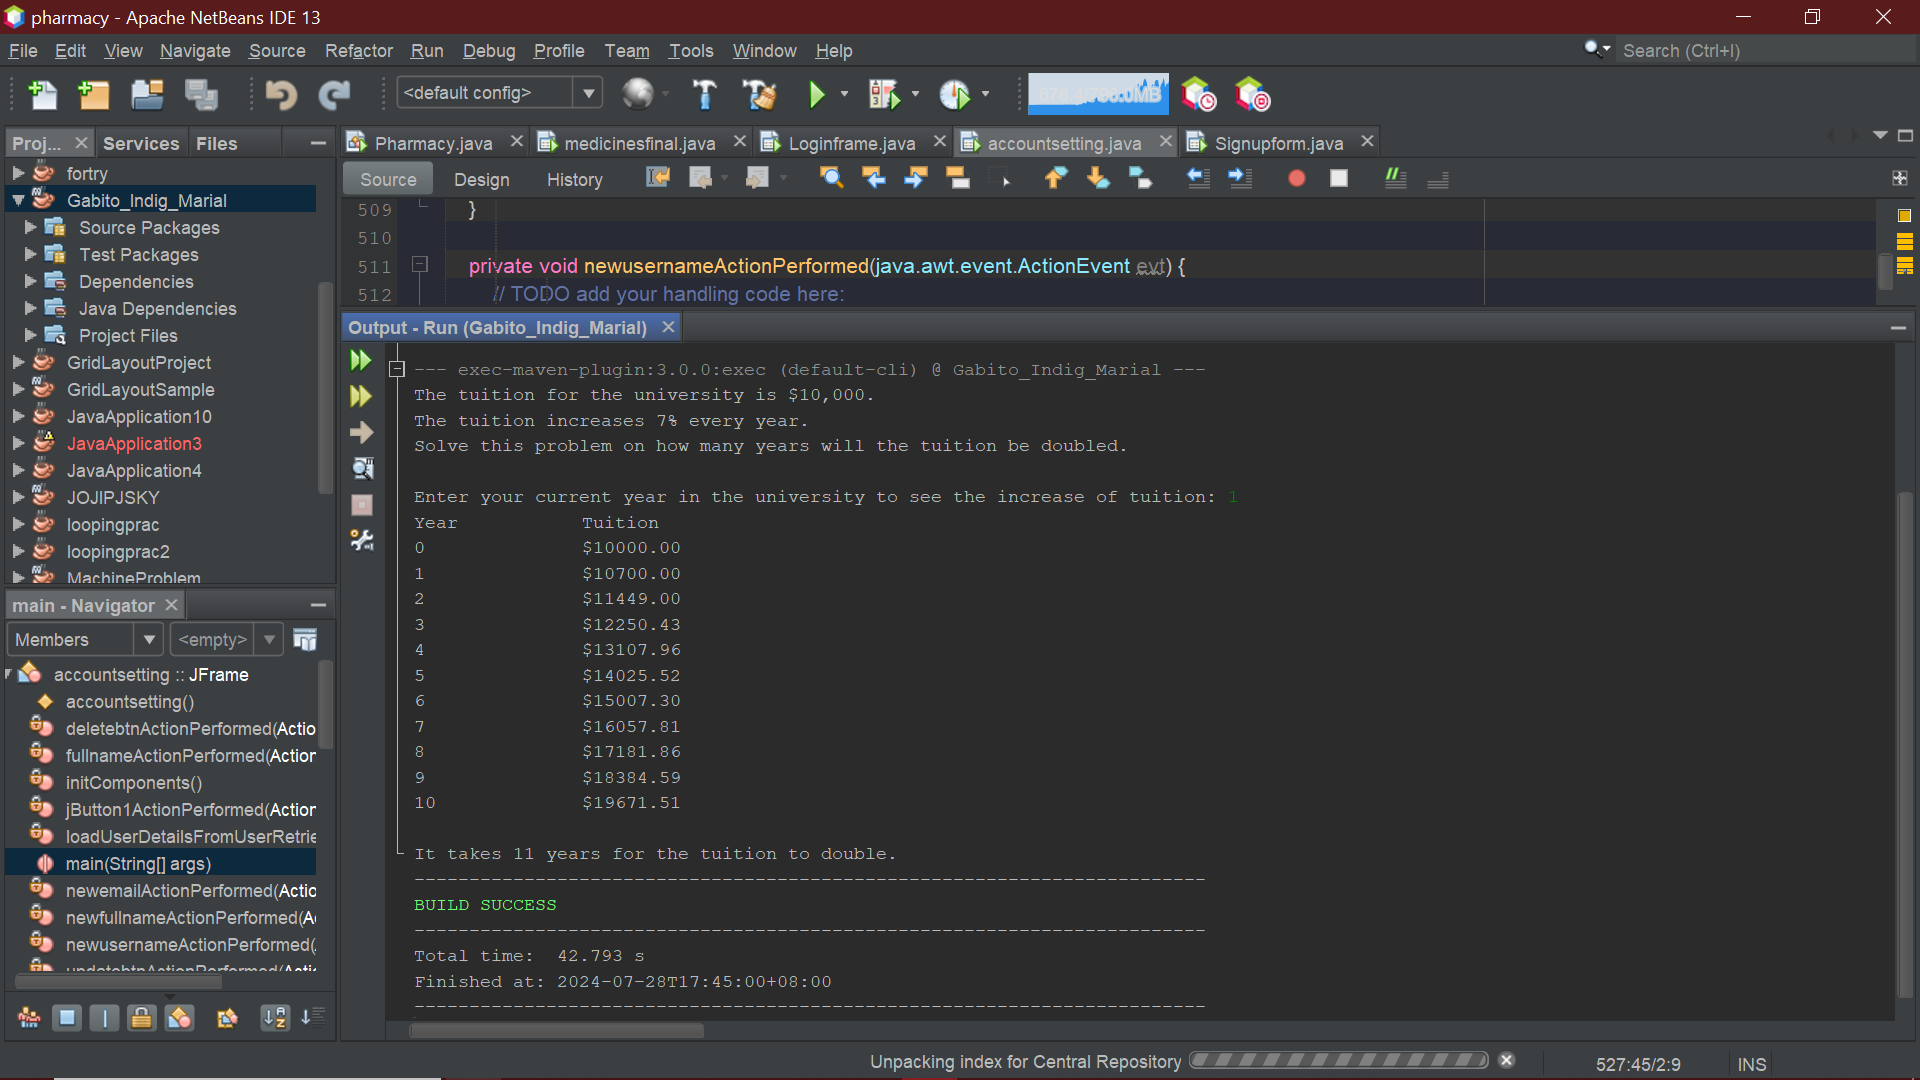 pharmacy - Apache NetBeans IDE 13
File Edit View Navigate Source Refactor Run Debug Profile Team Tools Window Help
Search (Ctrl+I)
<default config>
Proj... Services Files
Pharmacy.java medicinesfinal.java Loginframe.java accountsetting.java Signupform.java
Source Design History
fortry
Gabito_Indig_Marial
Source Packages
Test Packages
Dependencies
Java Dependencies
Project Files
GridLayoutProject
GridLayoutSample
JavaApplication10
JavaApplication3
JavaApplication4
JOJIPJSKY
loopingprac
loopingprac2
MachineProblem
509 }
510
511 private void newusernameActionPerformed(java.awt.event.ActionEvent evt) {
512 // TODO add your handling code here:
Output - Run (Gabito_Indig_Marial)
--- exec-maven-plugin:3.0.0:exec (default-cli) @ Gabito_Indig_Marial ---
The tuition for the university is $10,000.
The tuition increases 7% every year.
Solve this problem on how many years will the tuition be doubled.
Enter your current year in the university to see the increase of tuition: 1
Year Tuition
0 $10000.00
1 $10700.00
2 $11449.00
3 $12250.43
4 $13107.96
5 $14025.52
6 $15007.30
7 $16057.81
8 $17181.86
9 $18384.59
10 $19671.51
It takes 11 years for the tuition to double.
------------------------------------------------------------------------
BUILD SUCCESS
------------------------------------------------------------------------
Total time: 42.793 s
Finished at: 2024-07-28T17:45:00+08:00
------------------------------------------------------------------------
main - Navigator
Members <empty>
accountsetting :: JFrame
accountsetting()
deletebtnActionPerformed(Actio
fullnameActionPerformed(Action
initComponents()
jButton1ActionPerformed(Action
loadUserDetailsFromUserRetrie
main(String[] args)
newemailActionPerformed(Actio
newfullnameActionPerformed(A
newusernameActionPerformed(
Unpacking index for Central Repository
527:45/2:9 INS